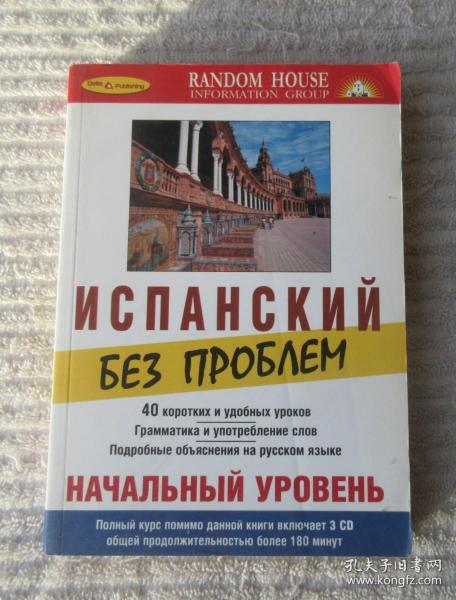 Delta Publishing
RANDOM HOUSE
INFORMATION GROUP
ИСПАНСКИЙ
БЕЗ ПРОБЛЕМ
40 коротких и удобных уроков
Грамматика и употребление слов
Подробные объяснения на русском языке
НАЧАЛЬНЫЙ УРОВЕНЬ
Полный курс помимо данной книги включает 3 CD
общей продолжительностью более 180 минут
孔夫子旧书网
www.kongfz.com